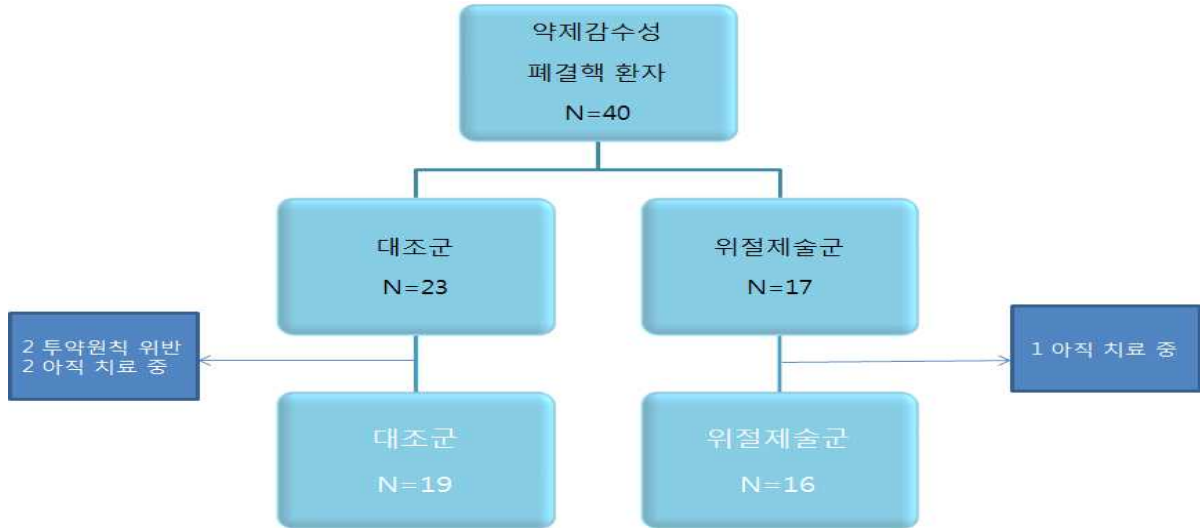 약제감수성
폐결핵 환자
N=40
대조군
N=23
위절제술군
N=17
2 투약원칙 위반
2 아직 치료 중
1 아직 치료 중
대조군
N=19
위절제술군
N=16